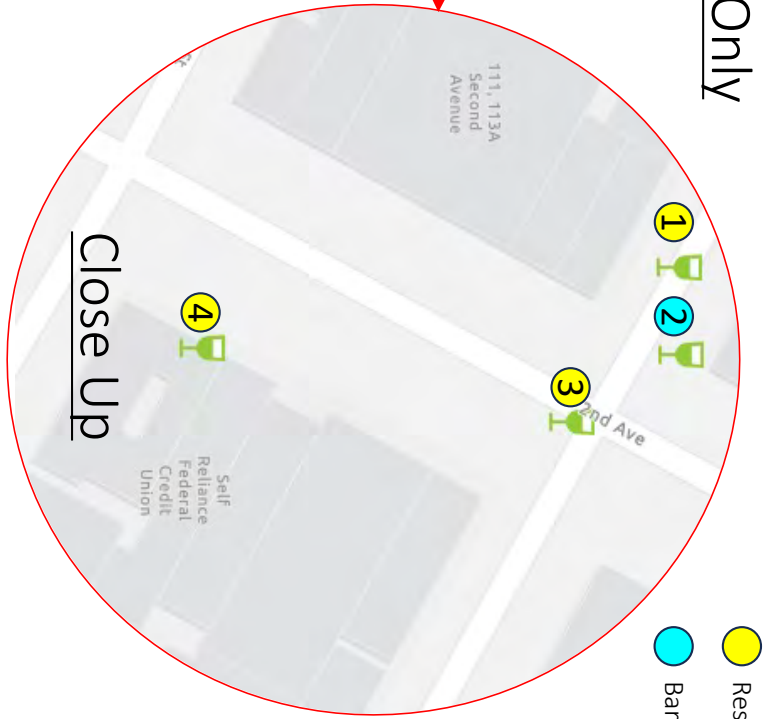 Only
111, 113A
Second
Avenue
1
2
3
2nd Ave
4
Close Up
Self
Reliance
Federal
Credit
Union
Res
Bar